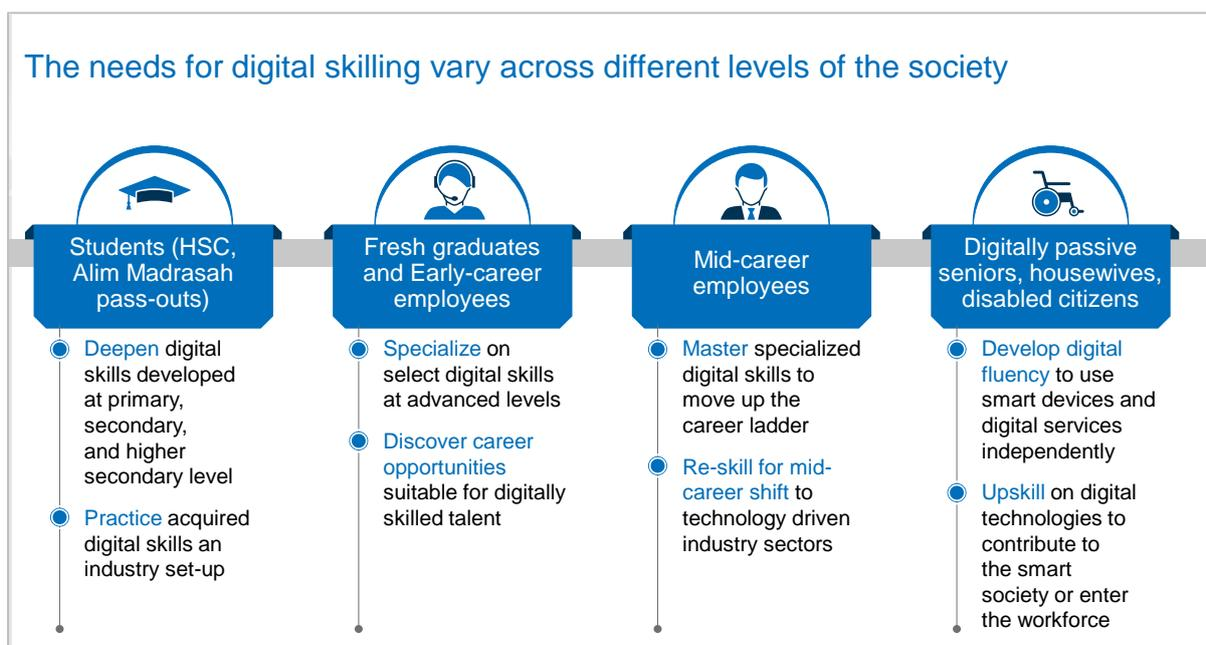 The needs for digital skilling vary across different levels of the society
Students (HSC,
Alim Madrasah
pass-outs)
Deepen digital
skills developed
at primary,
secondary,
and higher
secondary level
Practice acquired
digital skills an
industry set-up
Fresh graduates
and Early-career
employees
Specialize on
select digital skills
at advanced levels
Discover career
opportunities
suitable for digitally
skilled talent
Mid-career
employees
Master specialized
digital skills to
move up the
career ladder
Re-skill for mid-
career shift to
technology driven
industry sectors
Digitally passive
seniors, housewives,
disabled citizens
Develop digital
fluency to use
smart devices and
digital services
independently
Upskill on digital
technologies to
contribute to
the smart
society or enter
the workforce